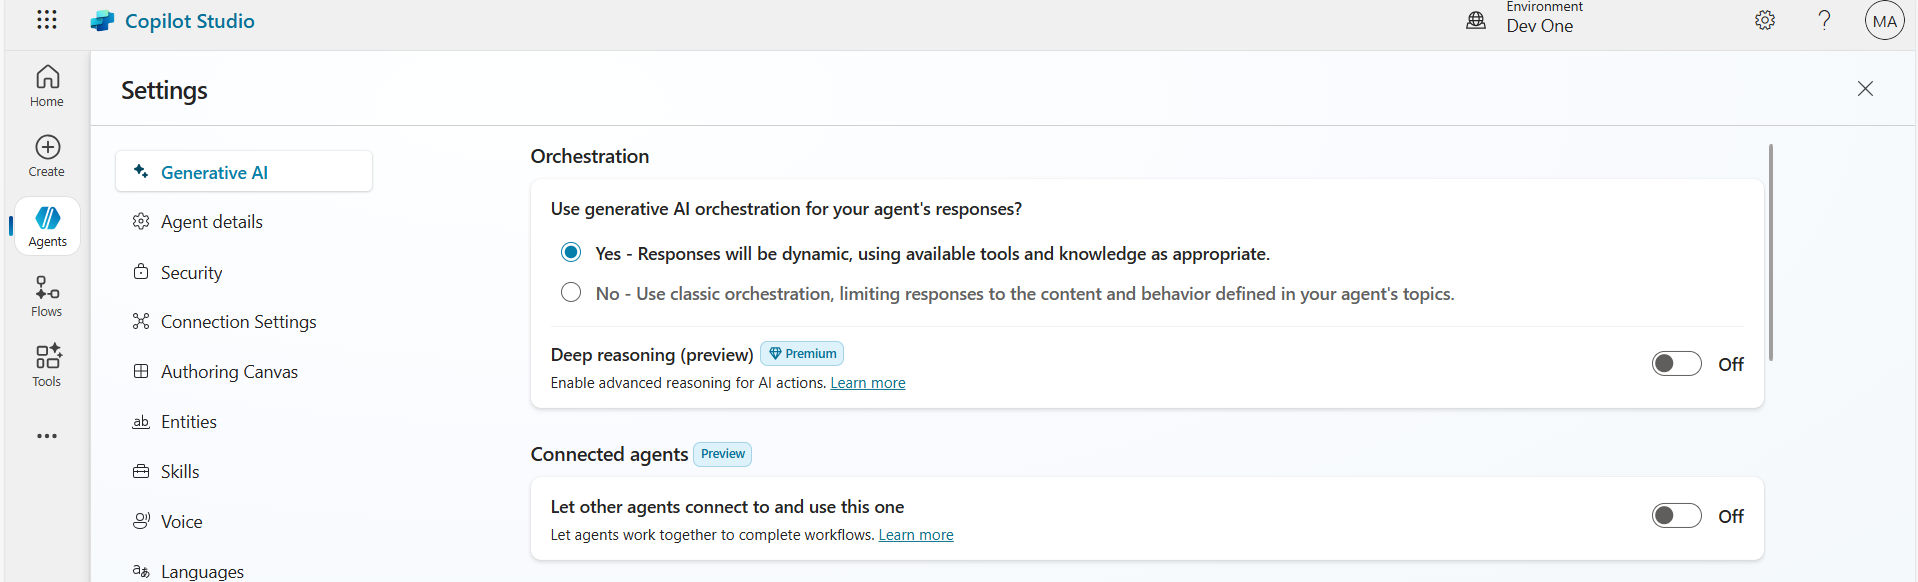 Copilot Studio
Environment
Dev One
MA
Home
Create
Agents
Flows
Tools
Settings
Generative AI
Agent details
Security
Connection Settings
Authoring Canvas
Entities
Skills
Voice
Languages
Orchestration
Use generative AI orchestration for your agent's responses?
Yes - Responses will be dynamic, using available tools and knowledge as appropriate.
No - Use classic orchestration, limiting responses to the content and behavior defined in your agent's topics.
Deep reasoning (preview) Premium
Enable advanced reasoning for AI actions. Learn more
Off
Connected agents Preview
Let other agents connect to and use this one
Let agents work together to complete workflows. Learn more
Off